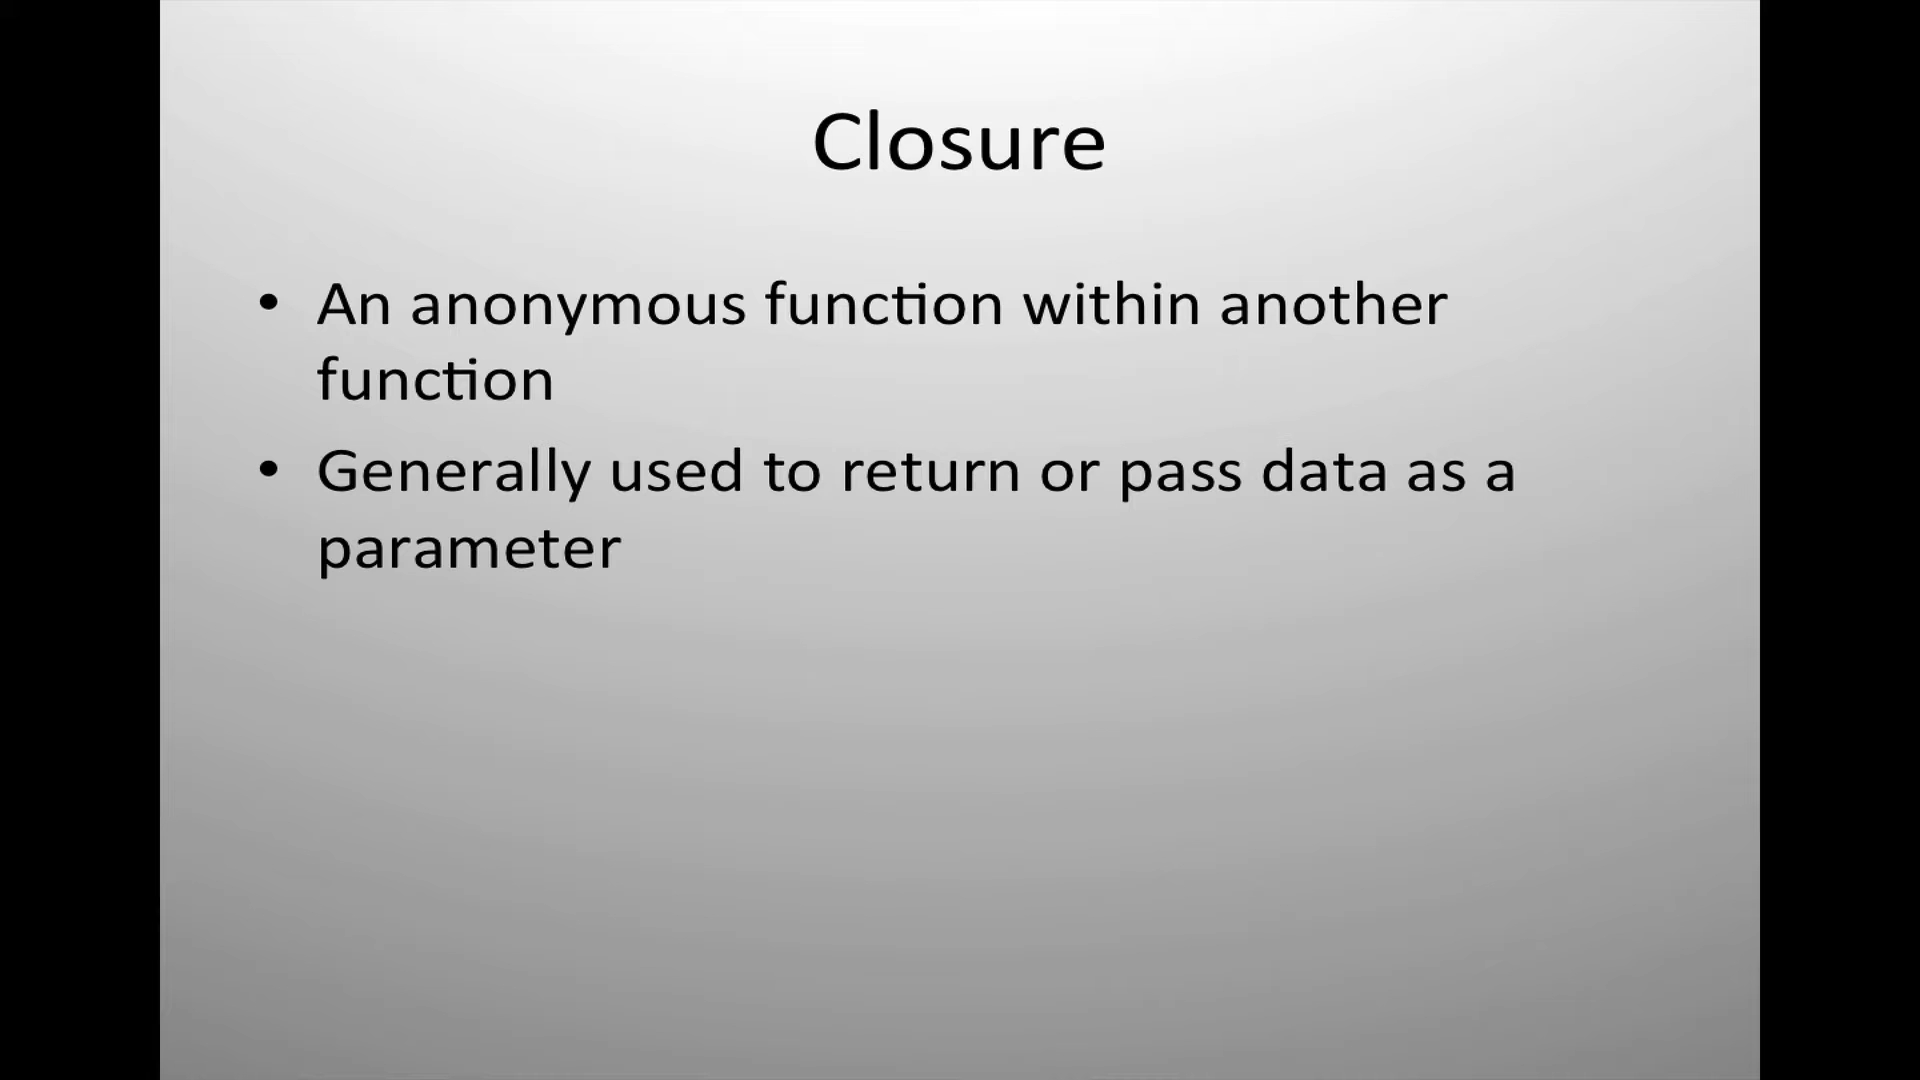 Closure
• An anonymous function within another
function
• Generally used to return or pass data as a
parameter